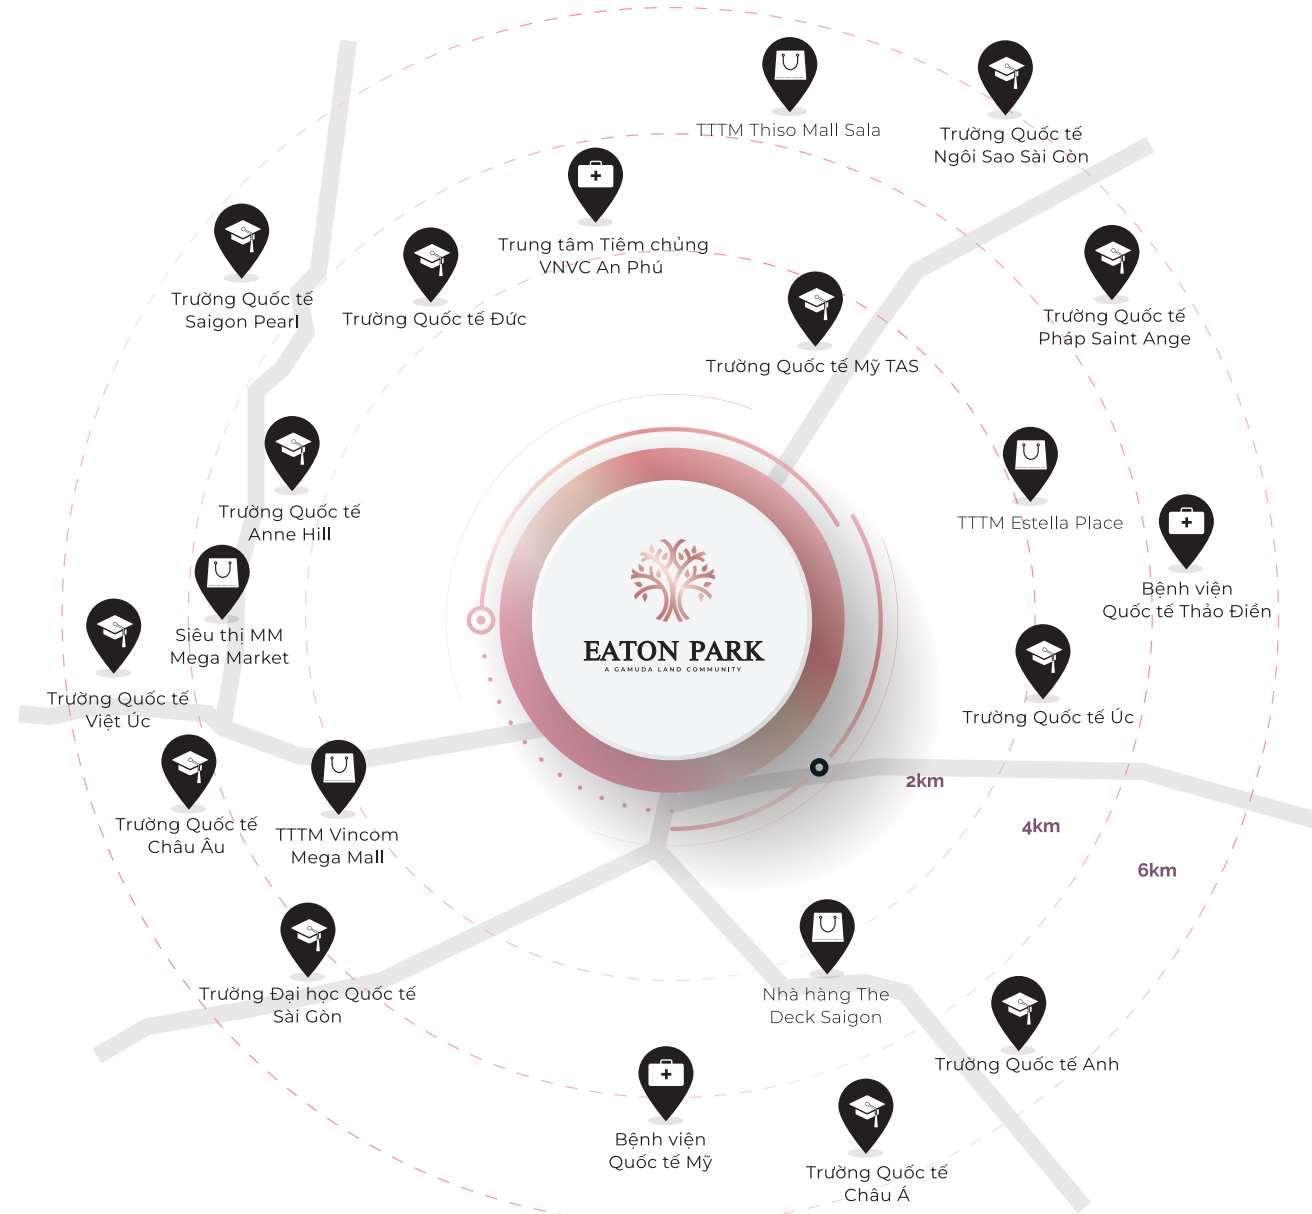 TTTM Thiso Mall Sala
Trường Quốc tế
Ngôi Sao Sài Gòn
Trung tâm Tiêm chủng
VNVC An Phú
Trường Quốc tế
Saigon Pearl
Trường Quốc tế Đức
Trường Quốc tế
Pháp Saint Ange
Trường Quốc tế Mỹ TAS
Trường Quốc tế
Anne Hill
TTTM Estella Place
Bệnh viện
Quốc tế Thảo Điền
Siêu thị MM
Mega Market
EATON PARK
A GAMUDA LAND COMMUNITY
Trường Quốc tế
Việt Úc
Trường Quốc tế Úc
2km
4km
6km
Trường Quốc tế
Châu Âu
TTTM Vincom
Mega Mall
Trường Đại học Quốc tế
Sài Gòn
Nhà hàng The
Deck Saigon
Trường Quốc tế Anh
Bệnh viện
Quốc tế Mỹ
Trường Quốc tế
Châu Á